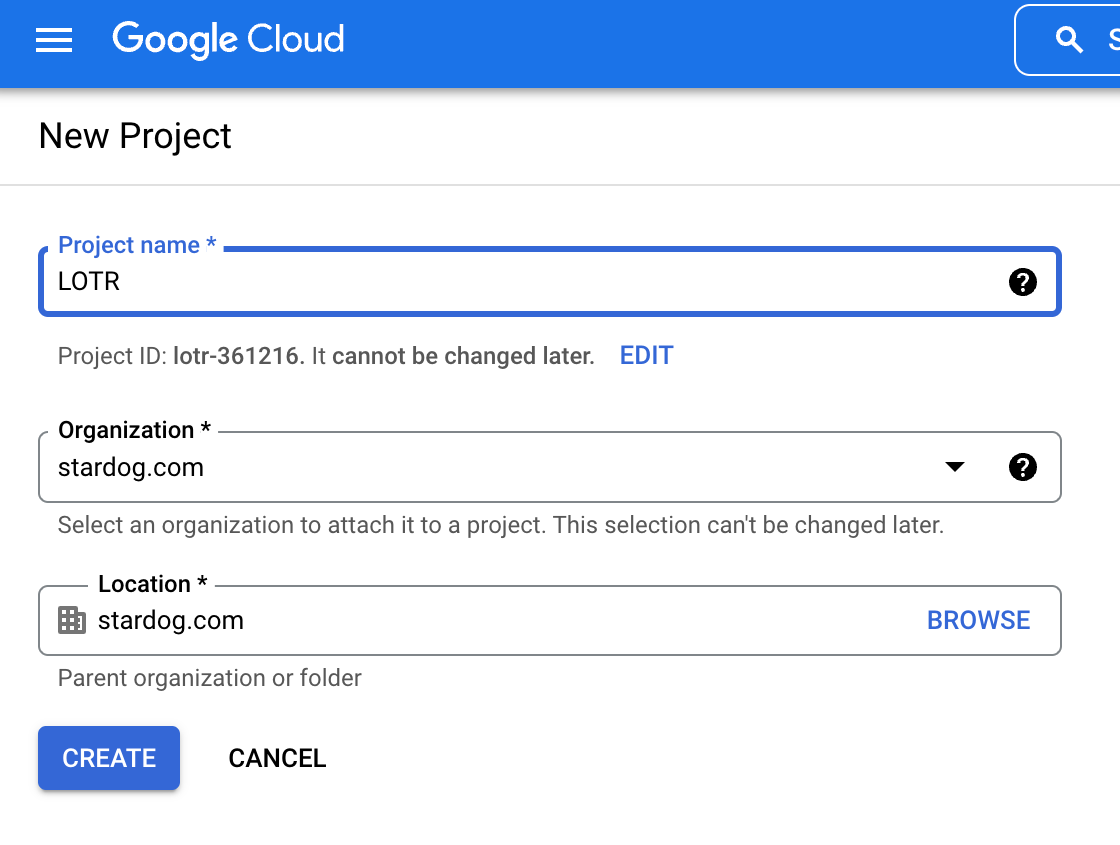 Google Cloud
New Project
Project name *
LOTR
Project ID: lotr-361216. It cannot be changed later. EDIT
Organization *
stardog.com
Select an organization to attach it to a project. This selection can't be changed later.
Location *
stardog.com BROWSE
Parent organization or folder
CREATE CANCEL